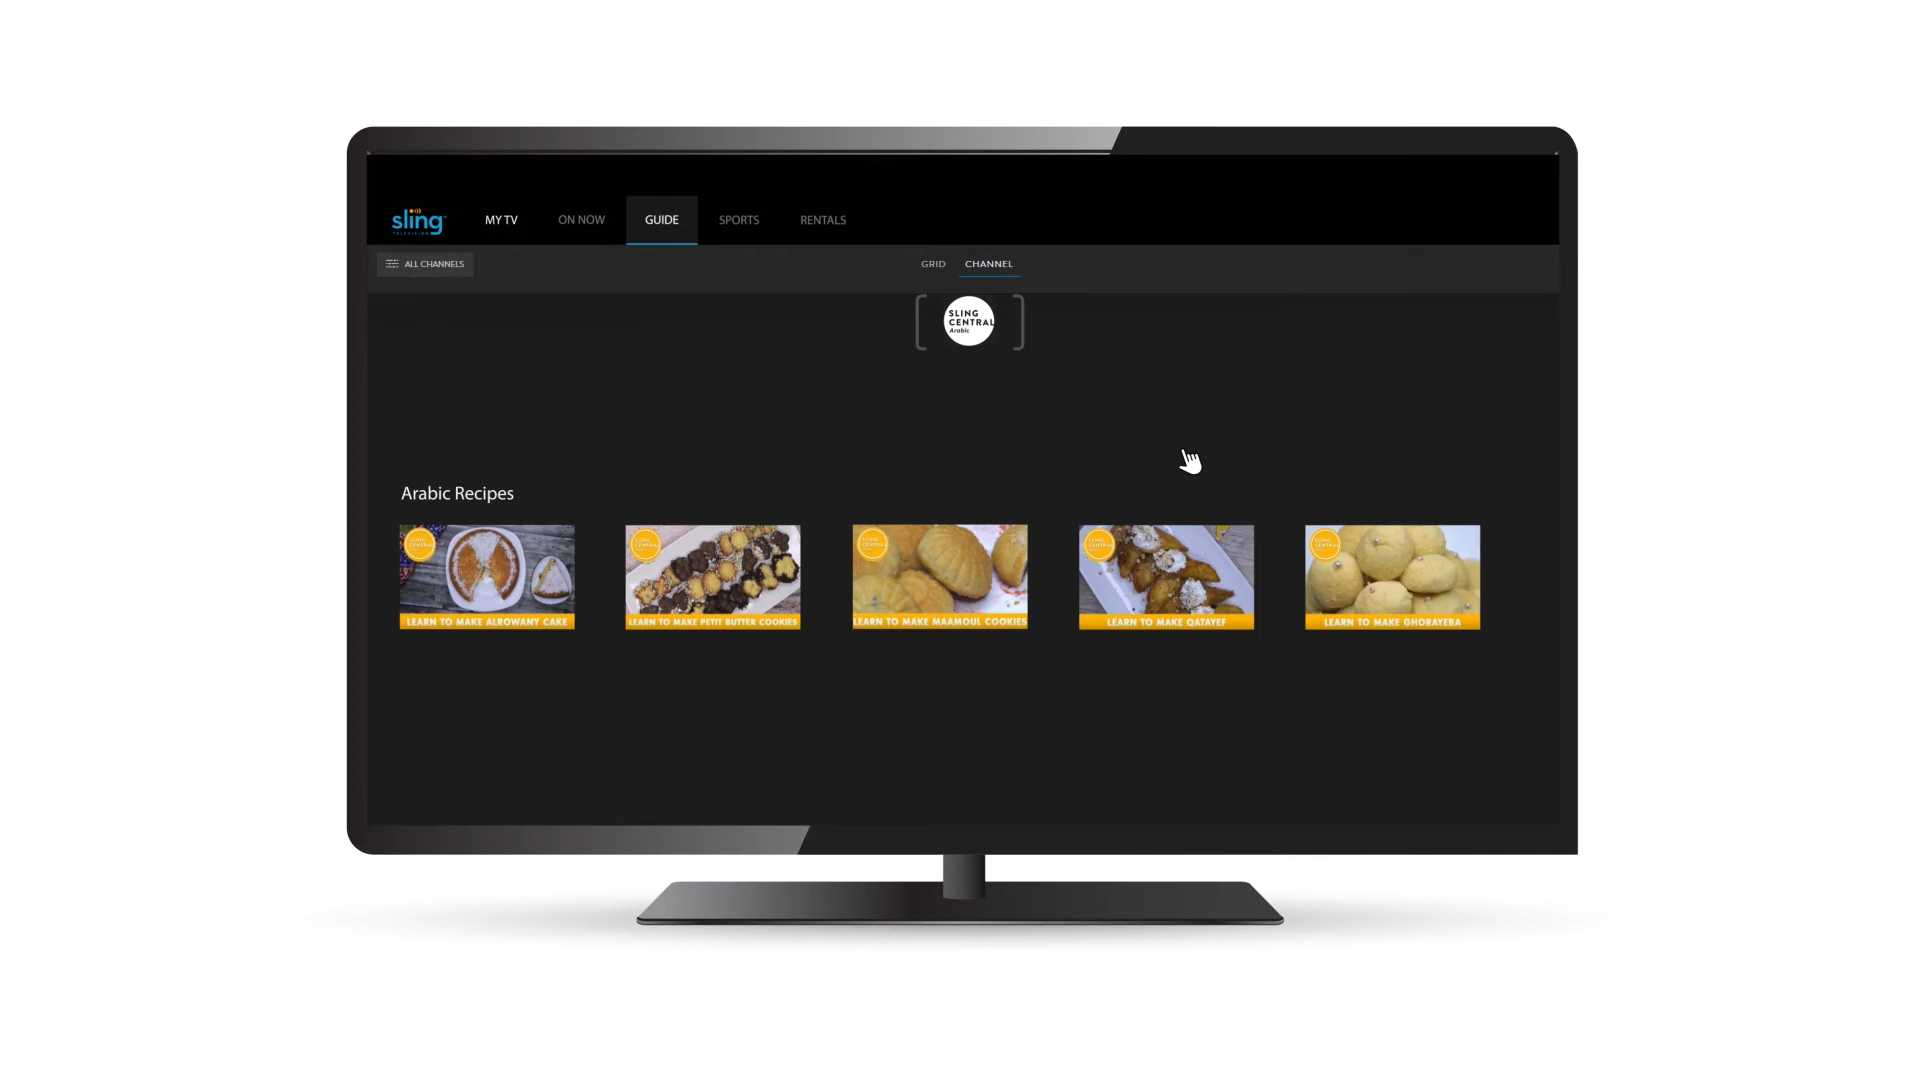 sling
TELEVISION
MY TV
ON NOW
GUIDE
SPORTS
RENTALS
ALL CHANNELS
GRID
CHANNEL
SLING
CENTRAL
Arabic
Arabic Recipes
LEARN TO MAKE ALROWANY CAKE
LEARN TO MAKE PETIT BUTTER COOKIES
LEARN TO MAKE MAAMOUL COOKIES
LEARN TO MAKE QATAYEF
LEARN TO MAKE GHORAYEBA